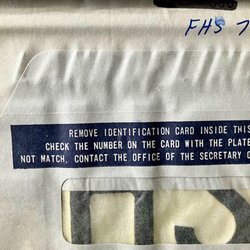 FHS 7
REMOVE IDENTIFICATION CARD INSIDE THIS
CHECK THE NUMBER ON THE CARD WITH THE PLATE
NOT MATCH, CONTACT THE OFFICE OF THE SECRETARY O